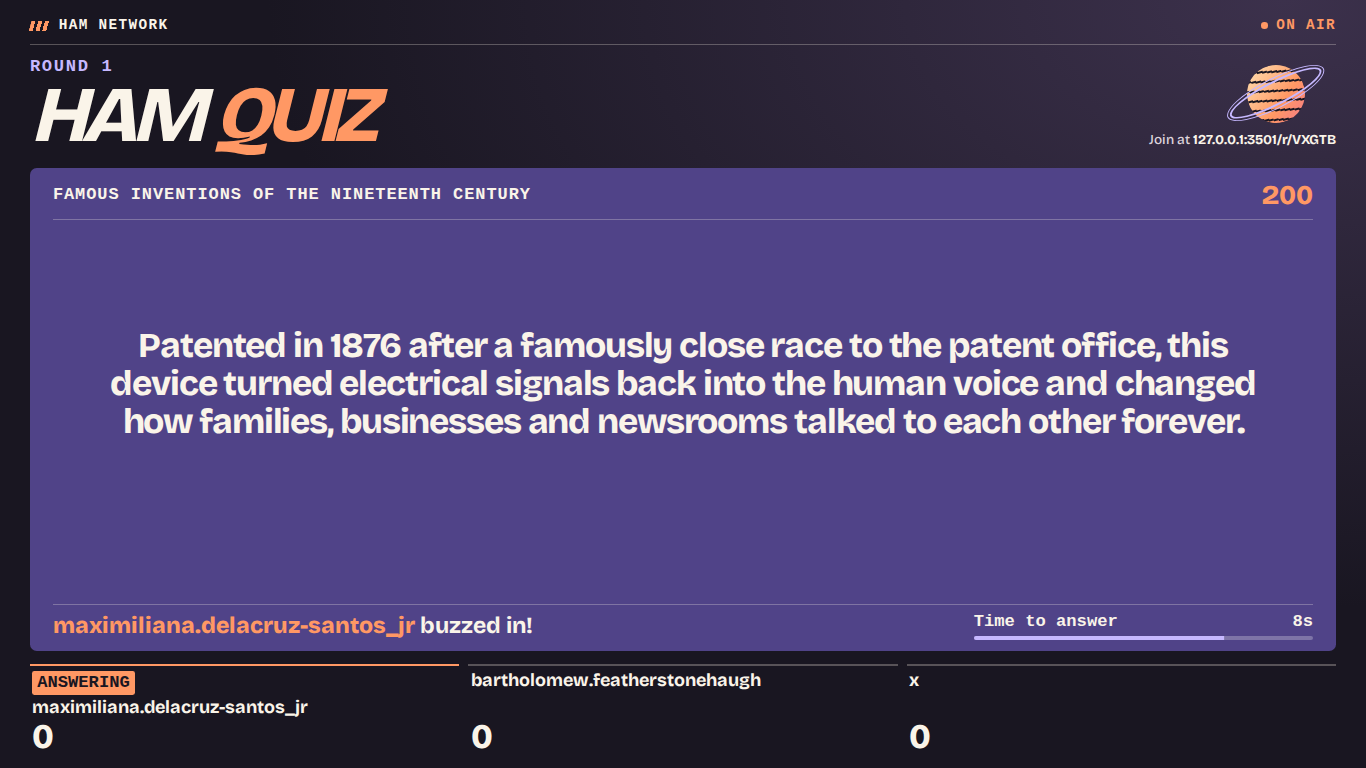 HAM NETWORK
ON AIR
ROUND 1
HAM QUIZ
Join at 127.0.0.1:3501/r/VXGTB
FAMOUS INVENTIONS OF THE NINETEENTH CENTURY
200
Patented in 1876 after a famously close race to the patent office, this
device turned electrical signals back into the human voice and changed
how families, businesses and newsrooms talked to each other forever.
maximiliana.delacruz-santos_jr buzzed in!
Time to answer
8s
ANSWERING
maximiliana.delacruz-santos_jr
0
bartholomew.featherstonehaugh
0
x
0